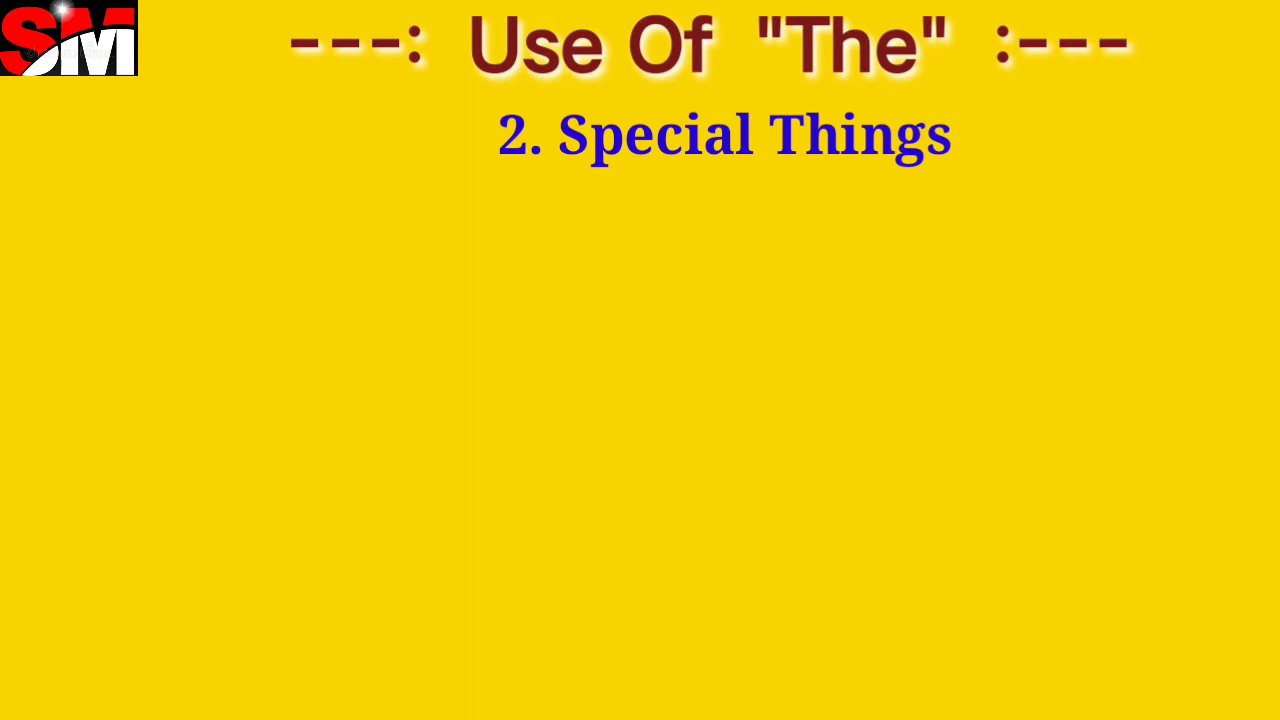 SM
---: Use Of "The" :---
2. Special Things